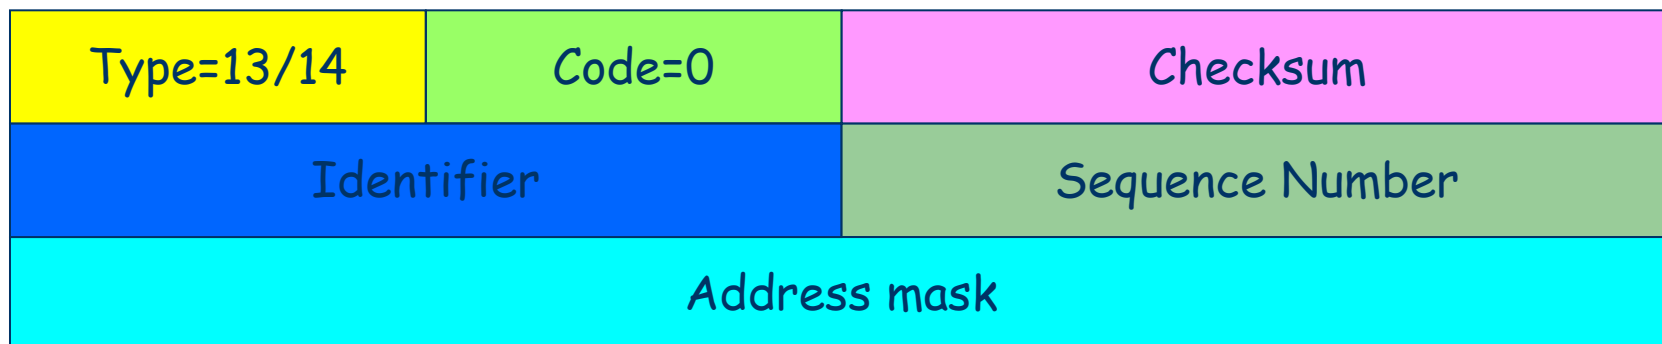 Type=13/14 Code=0 Checksum
Identifier Sequence Number
Address mask